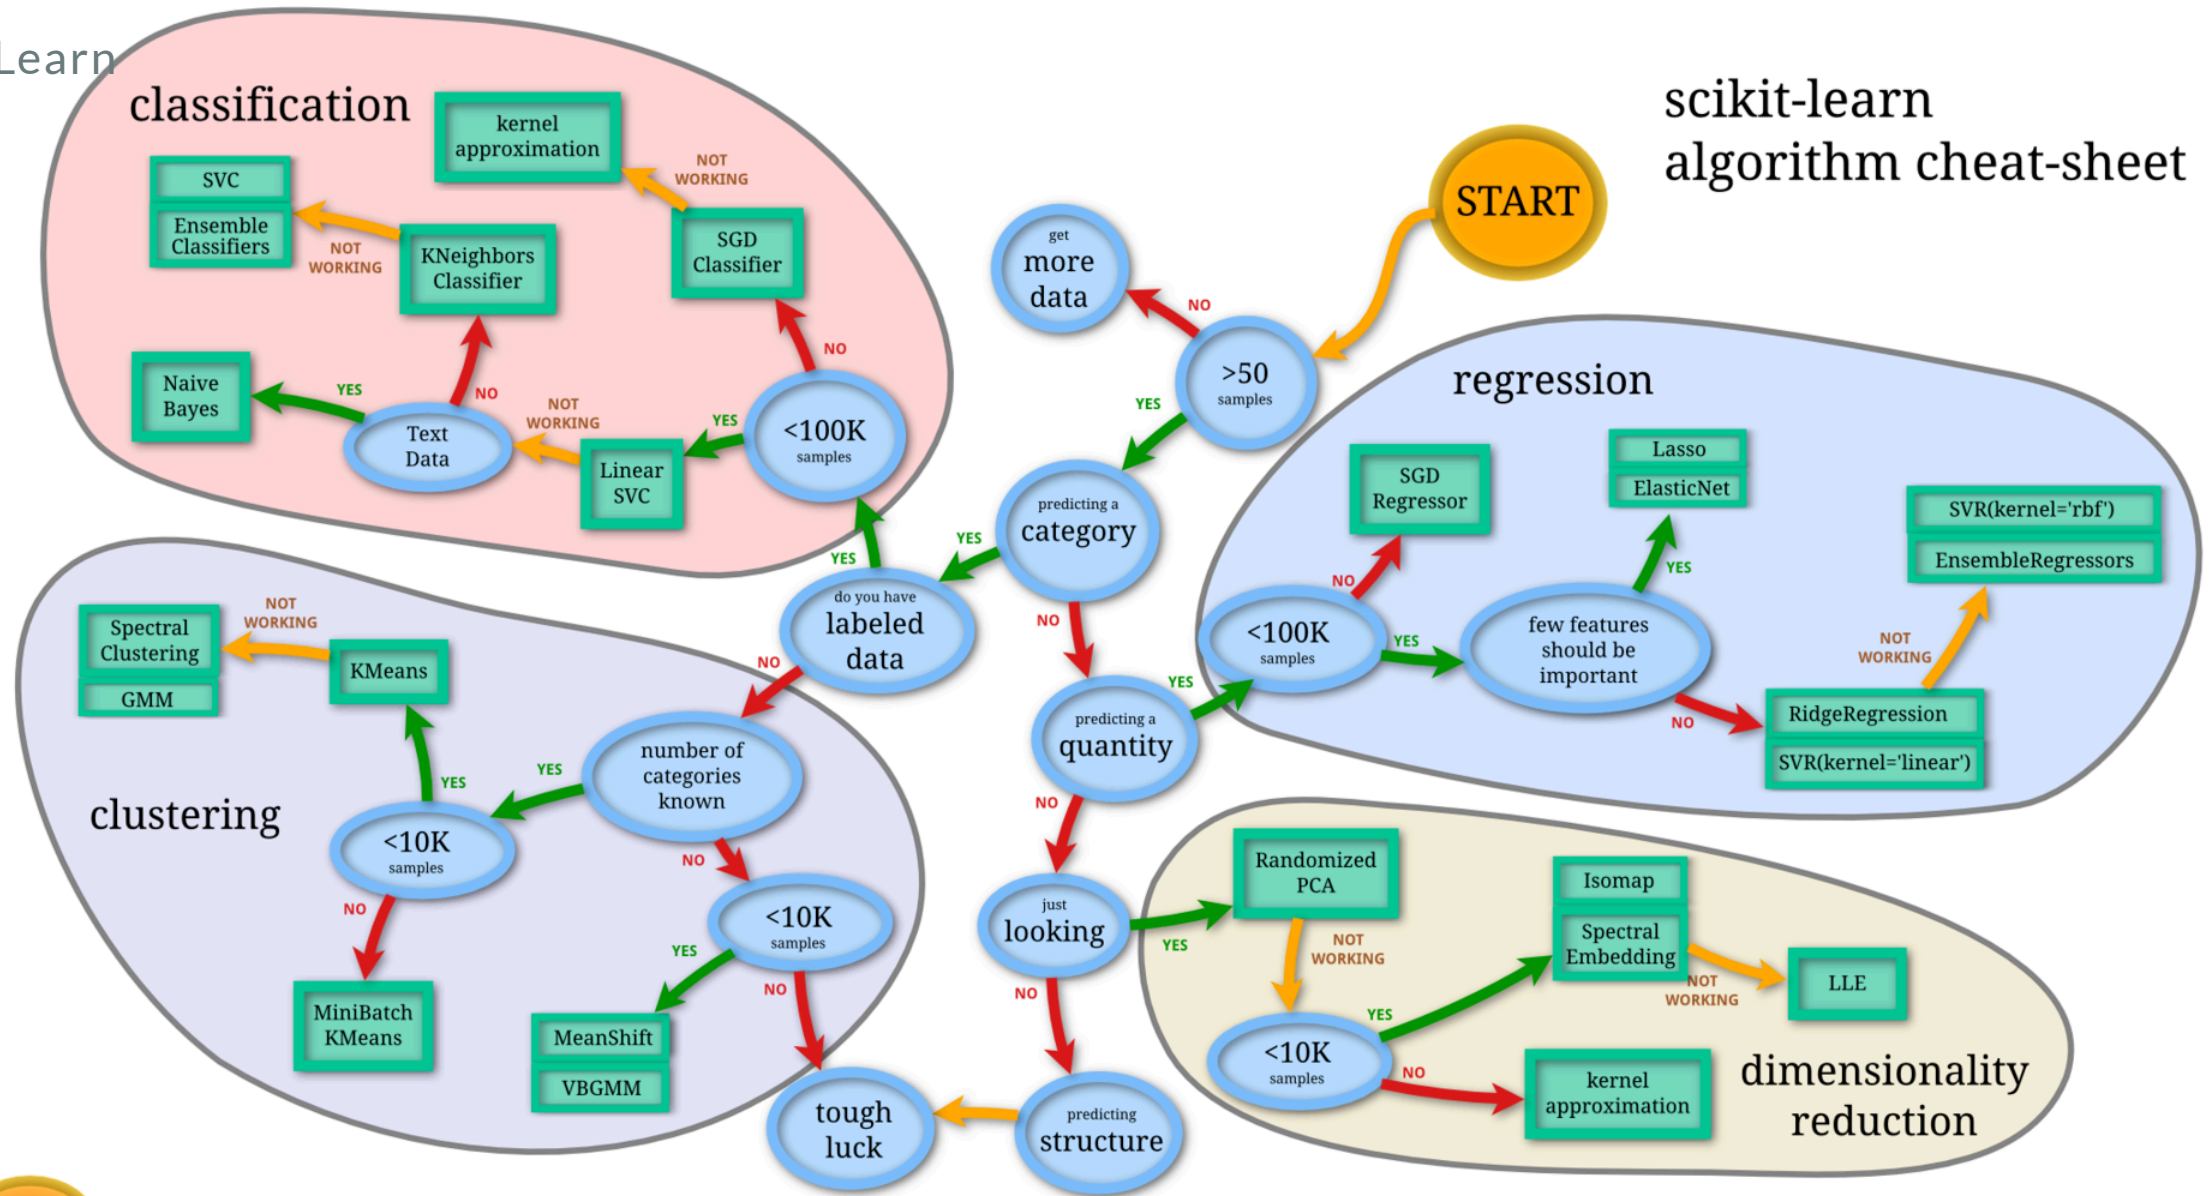 Learn
scikit-learn
algorithm cheat-sheet
START
get
more
data
NO
>50
samples
YES
predicting a
category
YES
NO
do you have
labeled
data
YES
NO
predicting a
quantity
YES
NO
just
looking
YES
NO
predicting
structure
tough
luck
classification
kernel
approximation
NOT
WORKING
SVC
Ensemble
Classifiers
NOT
WORKING
KNeighbors
Classifier
SGD
Classifier
NO
Naive
Bayes
YES
NO
Text
Data
NOT
WORKING
Linear
SVC
YES
<100K
samples
regression
SGD
Regressor
Lasso
ElasticNet
SVR(kernel='rbf')
EnsembleRegressors
NO
YES
<100K
samples
YES
few features
should be
important
NOT
WORKING
NO
RidgeRegression
SVR(kernel='linear')
clustering
Spectral
Clustering
GMM
NOT
WORKING
KMeans
YES
number of
categories
known
YES
<10K
samples
NO
NO
<10K
samples
YES
NO
MiniBatch
KMeans
MeanShift
VBGMM
dimensionality
reduction
Randomized
PCA
NOT
WORKING
Isomap
Spectral
Embedding
NOT
WORKING
LLE
YES
<10K
samples
NO
kernel
approximation